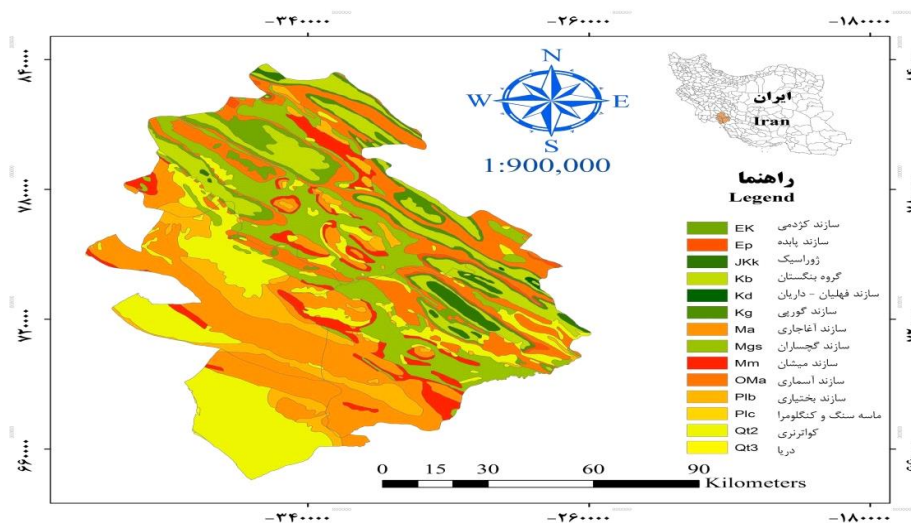 -۳۴۰۰۰۰ -۲۶۰۰۰۰ -۱۸۰۰۰۰
۸۴۰۰۰۰
۷۸۰۰۰۰
۷۲۰۰۰۰
۶۶۰۰۰۰
N
W E
S
1:900,000
ایران
Iran
راهنما
Legend
EK سازند کژدمی
Ep سازند پابده
JKk ژوراسیک
Kb گروه بنگستان
Kd سازند فهلیان - داریان
Kg سازند گورپی
Ma سازند آغاجاری
Mgs سازند گچساران
Mm سازند میشان
OMa سازند آسماری
Plb سازند بختیاری
Plc ماسه سنگ و کنگلومرا
Qt2 کواترنری
Qt3 دریا
0 15 30 60 90
Kilometers
-۳۴۰۰۰۰ -۲۶۰۰۰۰ -۱۸۰۰۰۰